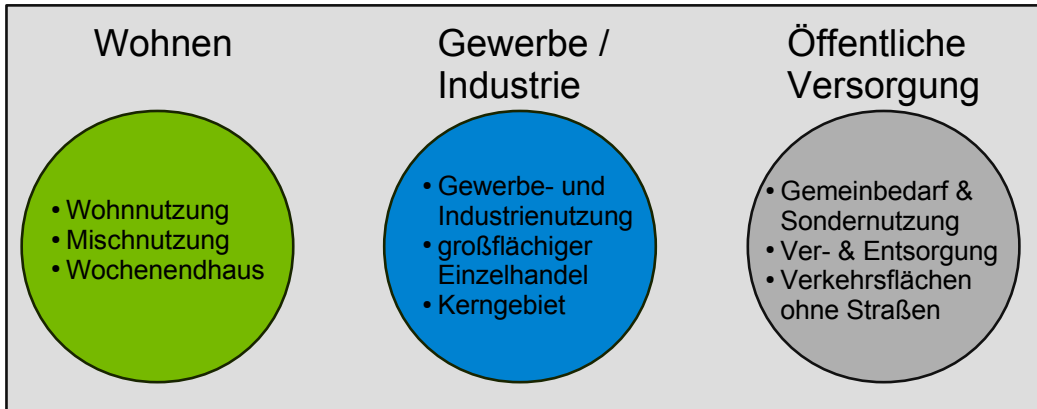 Wohnen
• Wohnnutzung
• Mischnutzung
• Wochenendhaus
Gewerbe /
Industrie
• Gewerbe- und
Industrienutzung
• großflächiger
Einzelhandel
• Kerngebiet
Öffentliche
Versorgung
• Gemeinbedarf &
Sondernutzung
• Ver- & Entsorgung
• Verkehrsflächen
ohne Straßen